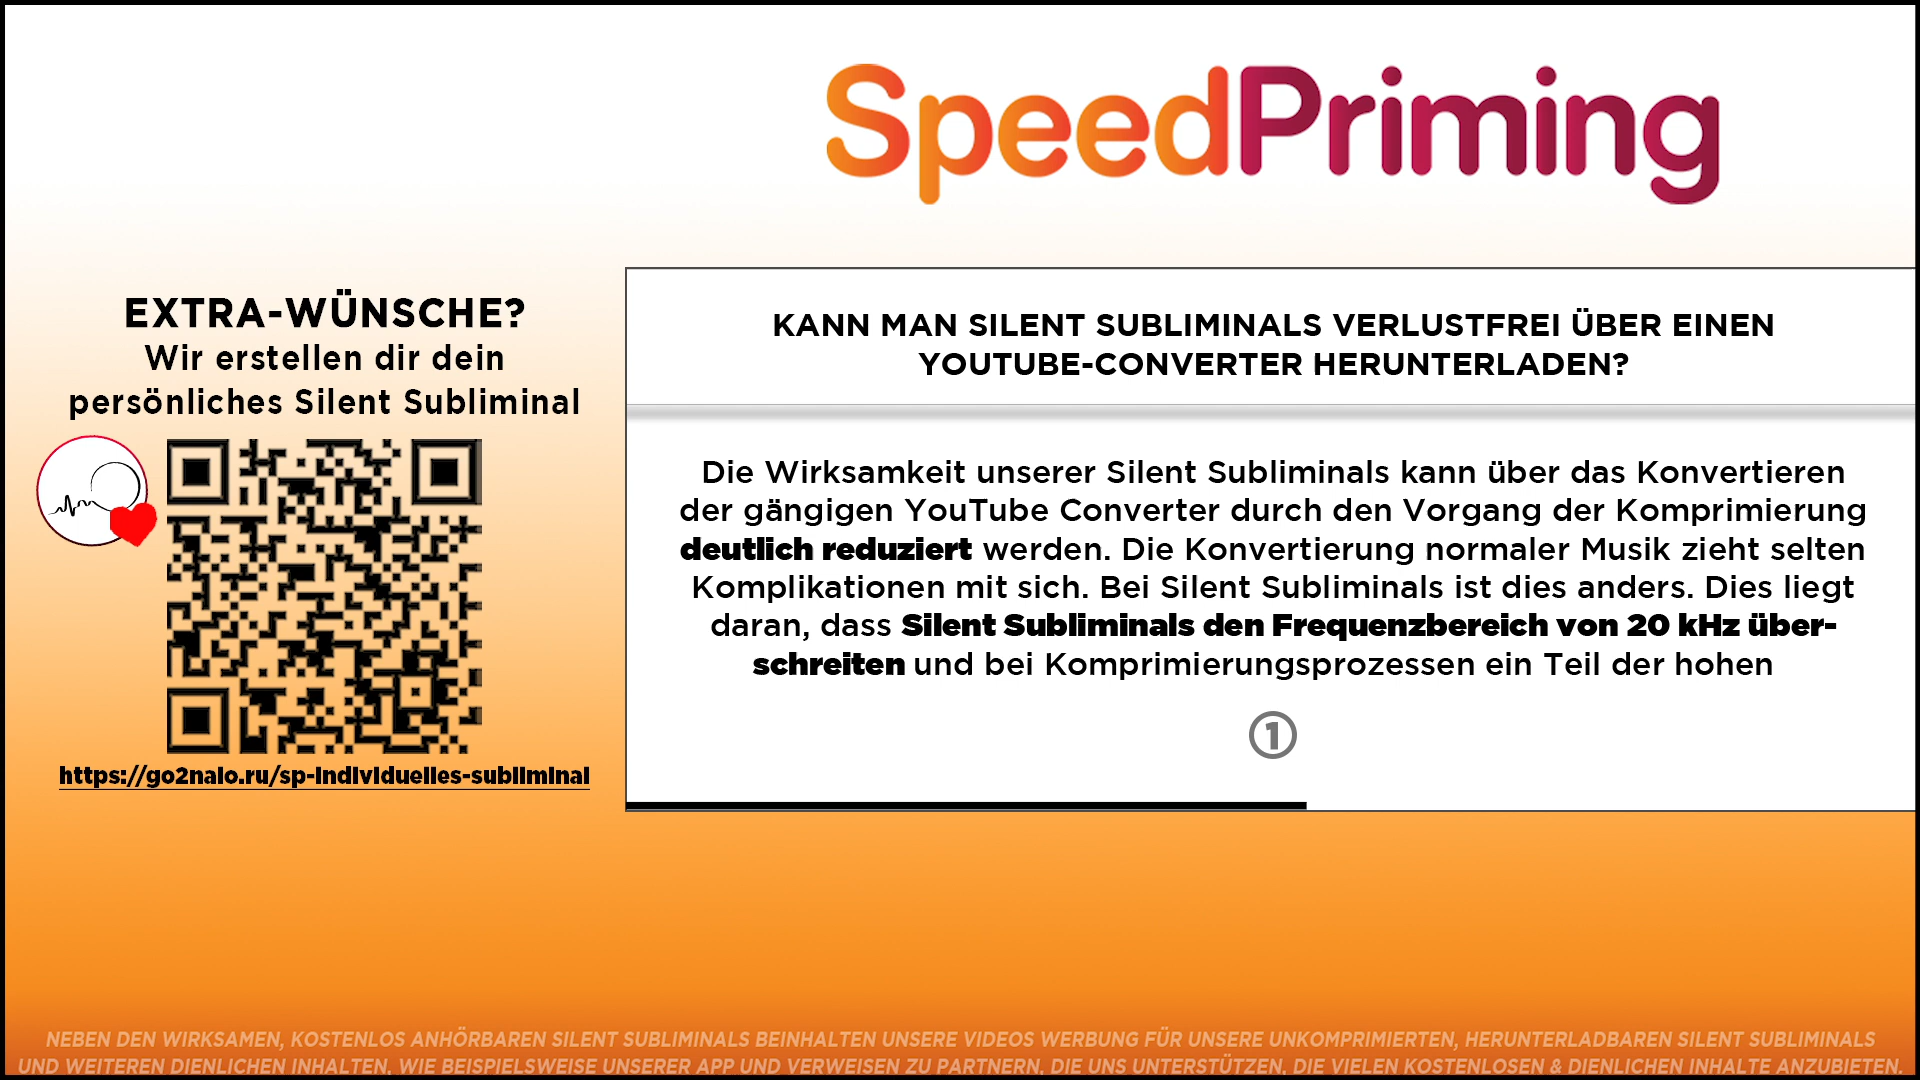 SpeedPriming
EXTRA-WÜNSCHE?
Wir erstellen dir dein
persönliches Silent Subliminal
https://go2nalo.ru/sp-individuelles-subliminal
KANN MAN SILENT SUBLIMINALS VERLUSTFREI ÜBER EINEN
YOUTUBE-CONVERTER HERUNTERLADEN?
Die Wirksamkeit unserer Silent Subliminals kann über das Konvertieren
der gängigen YouTube Converter durch den Vorgang der Komprimierung
deutlich reduziert werden. Die Konvertierung normaler Musik zieht selten
Komplikationen mit sich. Bei Silent Subliminals ist dies anders. Dies liegt
daran, dass Silent Subliminals den Frequenzbereich von 20 kHz über-
schreiten und bei Komprimierungsprozessen ein Teil der hohen
1
NEBEN DEN WIRKSAMEN, KOSTENLOS ANHÖRBAREN SILENT SUBLIMINALS BEINHALTEN UNSERE VIDEOS WERBUNG FÜR UNSERE UNKOMPRIMIERTEN, HERUNTERLADBAREN SILENT SUBLIMINALS
UND WEITEREN DIENLICHEN INHALTEN, WIE BEISPIELSWEISE UNSERER APP UND VERWEISEN ZU PARTNERN, DIE UNS UNTERSTÜTZEN, DIE VIELEN KOSTENLOSEN & DIENLICHEN INHALTE ANZUBIETEN.